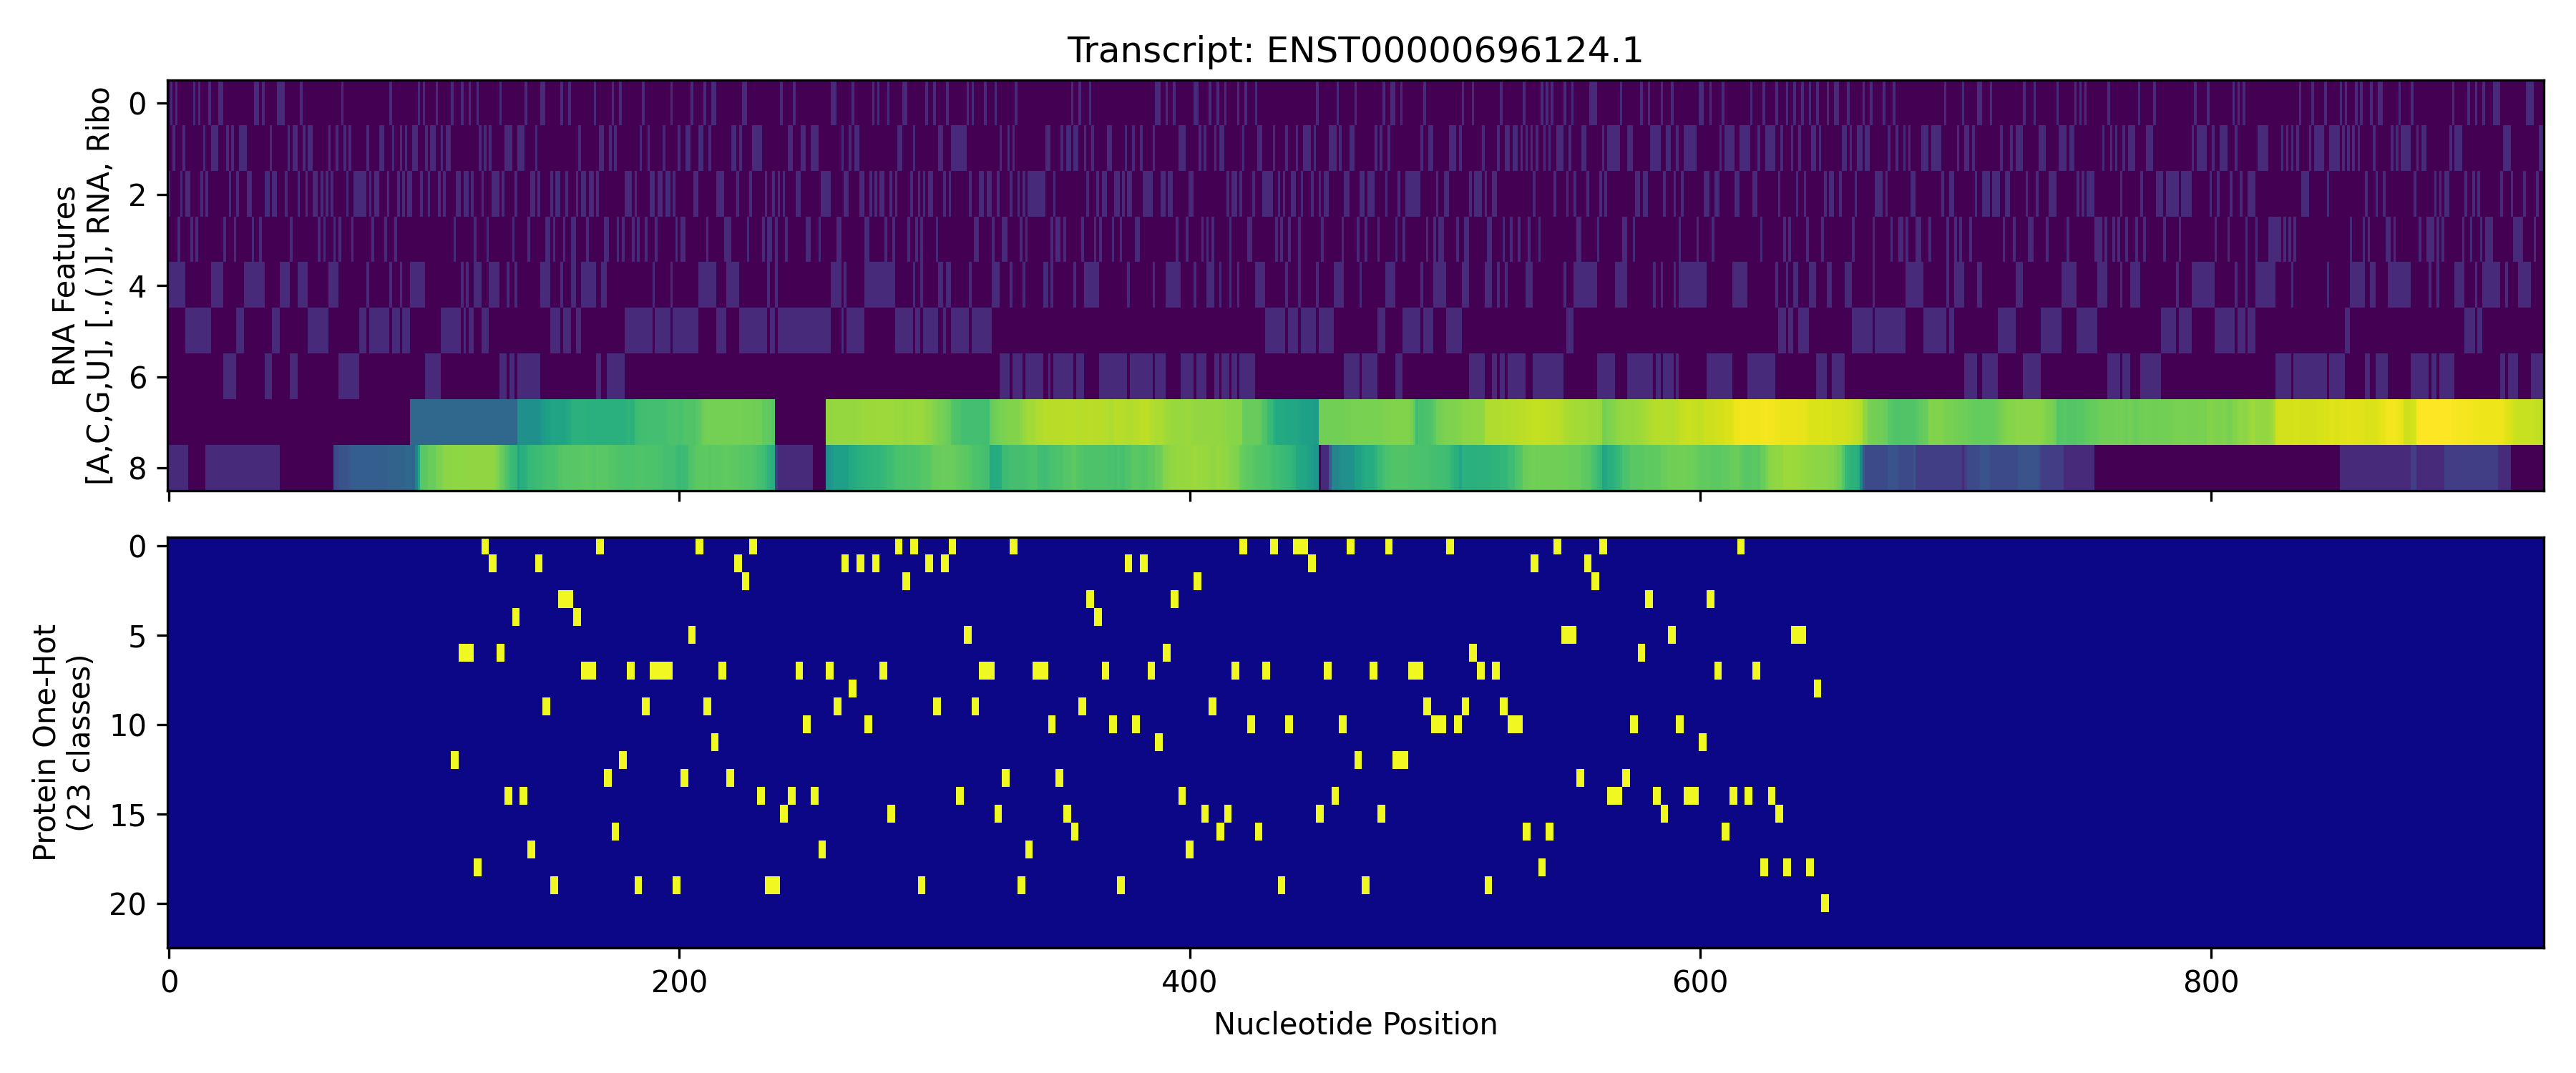 Transcript: ENST00000696124.1
RNA Features
[A,C,G,U], [.,(,)], RNA, Ribo
0
2
4
6
8
Protein One-Hot
(23 classes)
0
5
10
15
20
0
200
400
600
800
Nucleotide Position